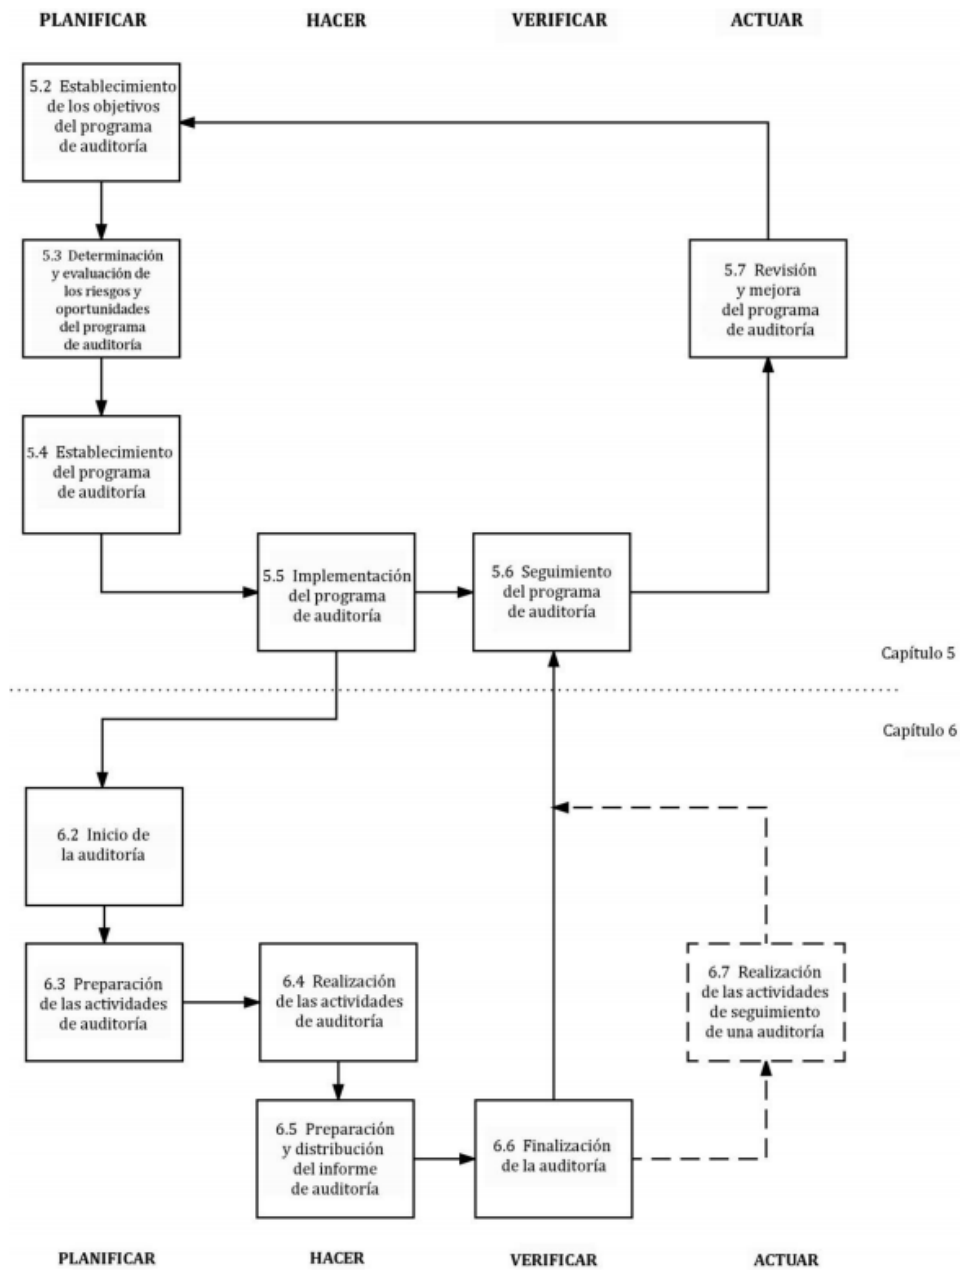 PLANIFICAR HACER VERIFICAR ACTUAR
5.2 Establecimiento
de los objetivos
del programa
de auditoría
5.3 Determinación
y evaluación de
los riesgos y
oportunidades
del programa
de auditoría
5.7 Revisión
y mejora
del programa
de auditoría
5.4 Establecimiento
del programa
de auditoría
5.5 Implementación
del programa
de auditoría
5.6 Seguimiento
del programa
de auditoría
Capítulo 5
Capítulo 6
6.2 Inicio de
la auditoría
6.3 Preparación
de las actividades
de auditoría
6.4 Realización
de las actividades
de auditoría
6.7 Realización
de las actividades
de seguimiento
de una auditoría
6.5 Preparación
y distribución
del informe
de auditoría
6.6 Finalización
de la auditoría
PLANIFICAR HACER VERIFICAR ACTUAR